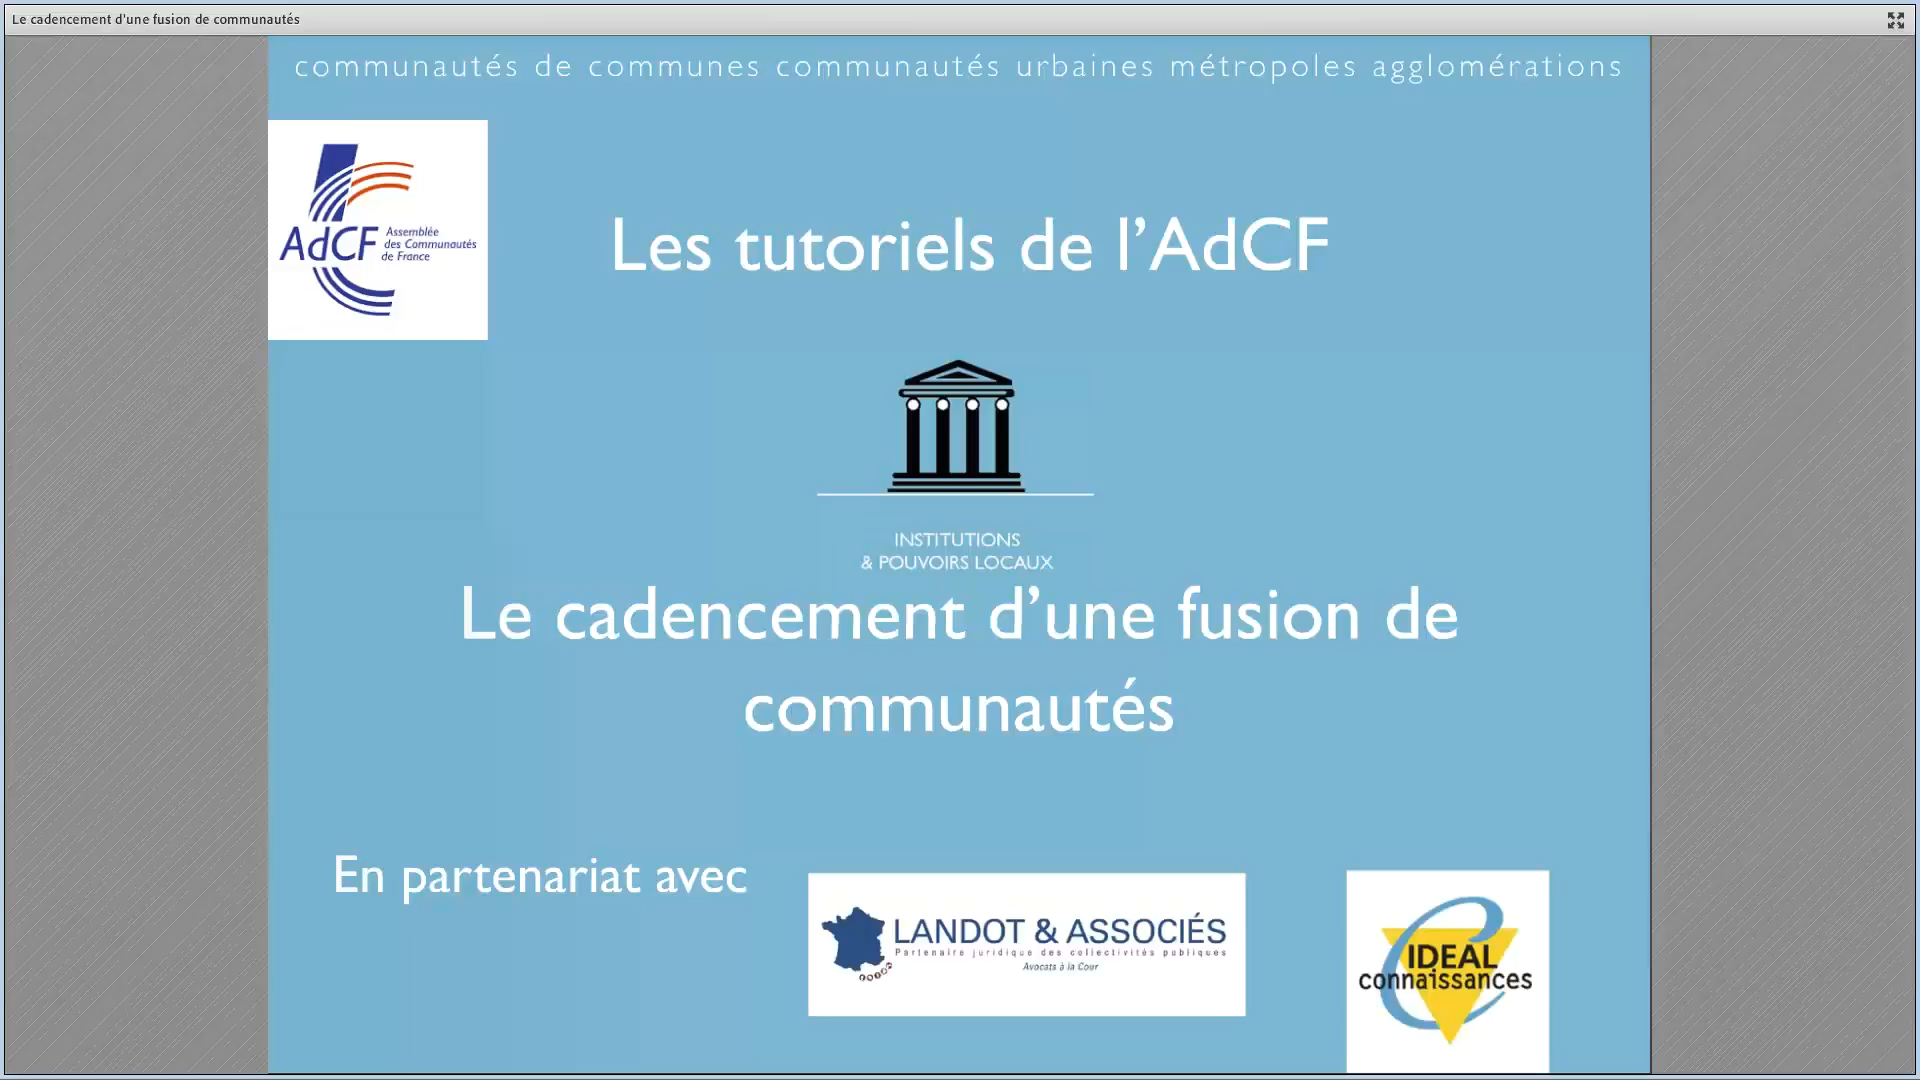 Le cadencement d'une fusion de communautés
communautés de communes communautés urbaines métropoles agglomérations
AdCF
Assemblée
des Communautés
de France
Les tutoriels de l’AdCF
INSTITUTIONS
& POUVOIRS LOCAUX
Le cadencement d’une fusion de
communautés
En partenariat avec
LANDOT & ASSOCIÉS
Partenaire juridique des collectivités publiques
Avocats à la Cour
IDEAL
connaissances